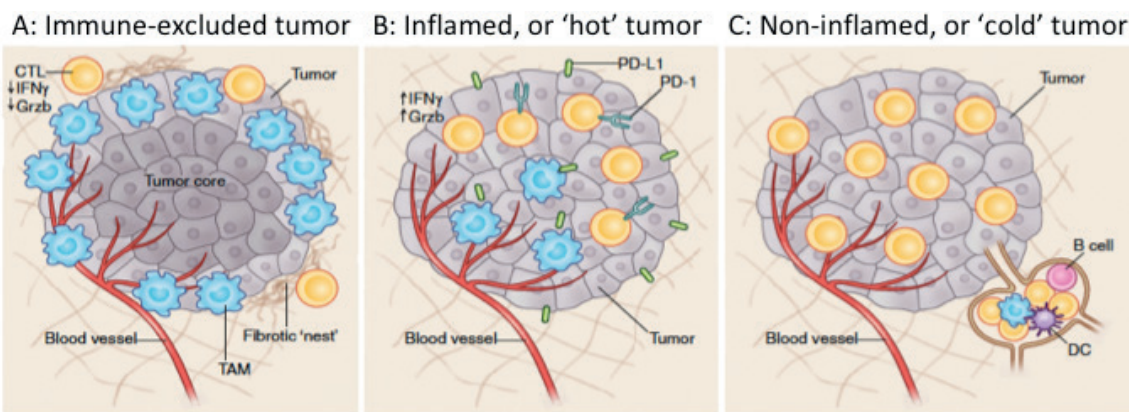 A: Immune-excluded tumor
B: Inflamed, or ‘hot’ tumor
C: Non-inflamed, or ‘cold’ tumor
CTL
↓IFNγ
↓Grzb
Tumor
Tumor core
Blood vessel
Fibrotic ‘nest’
TAM
PD-L1
PD-1
↑IFNγ
↑Grzb
Blood vessel
Tumor
Tumor
B cell
Blood vessel
DC